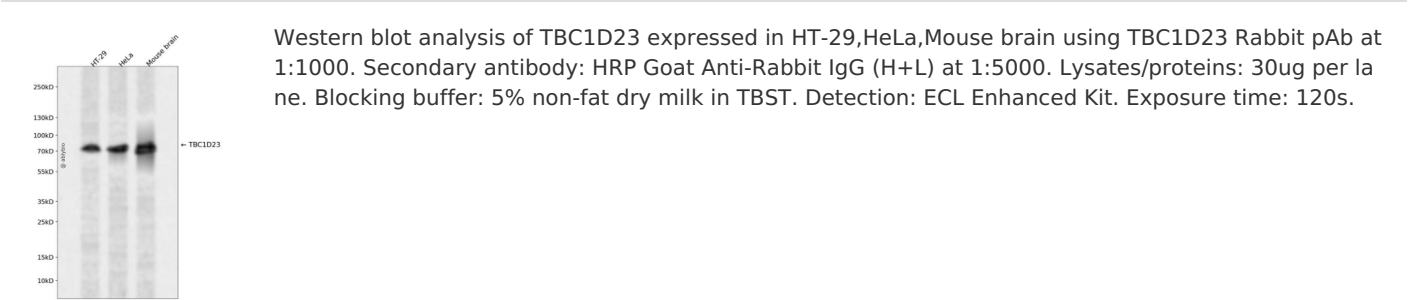 HT-29
HeLa
Mouse brain
250kD
130kD
100kD
70kD
55kD
35kD
25kD
15kD
10kD
@ abbybio
← TBC1D23
Western blot analysis of TBC1D23 expressed in HT-29,HeLa,Mouse brain using TBC1D23 Rabbit pAb at
1:1000. Secondary antibody: HRP Goat Anti-Rabbit IgG (H+L) at 1:5000. Lysates/proteins: 30ug per la
ne. Blocking buffer: 5% non-fat dry milk in TBST. Detection: ECL Enhanced Kit. Exposure time: 120s.